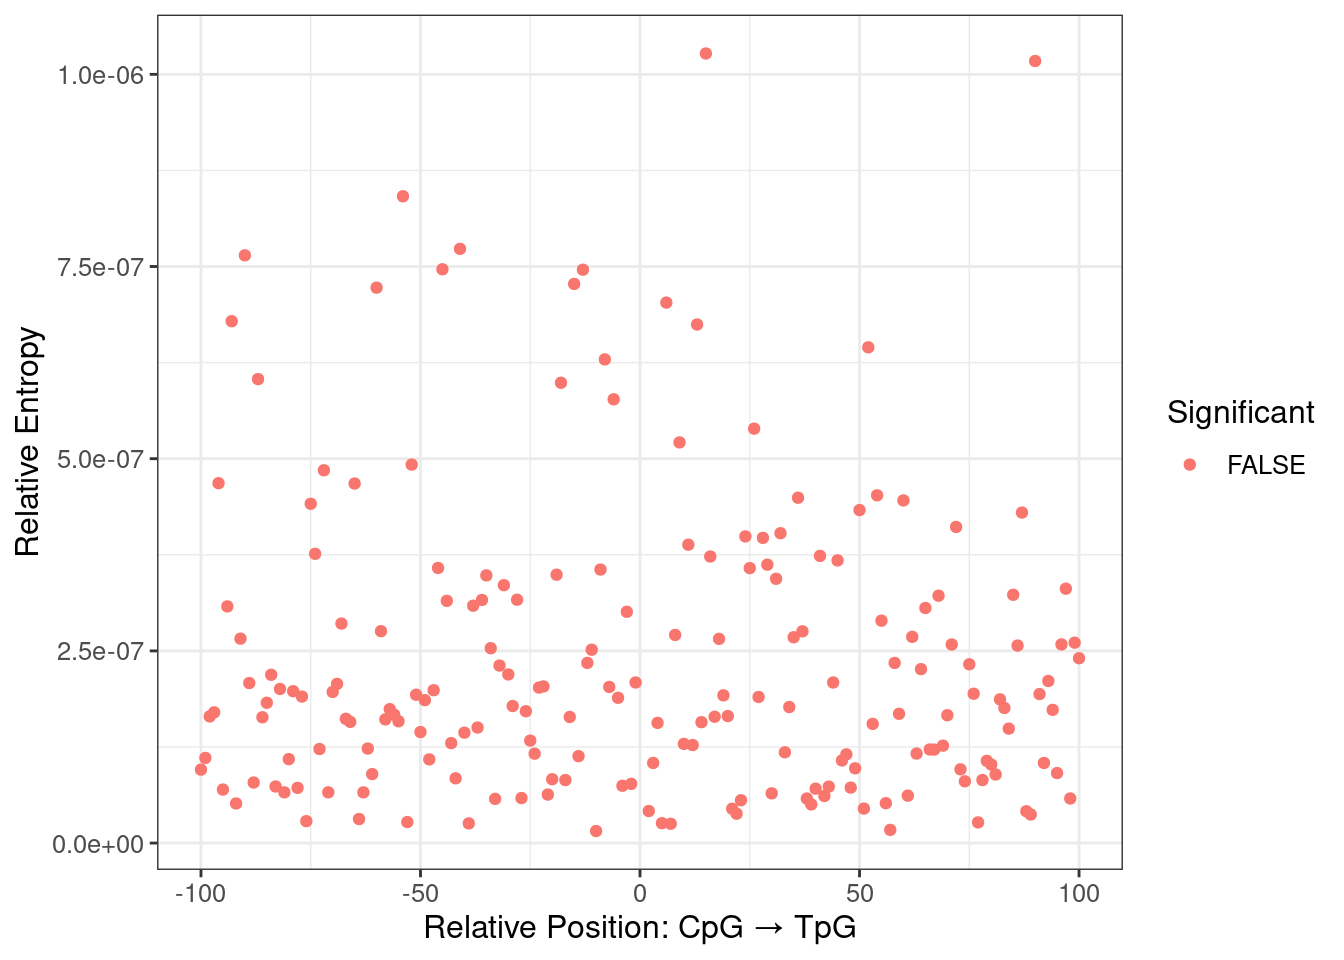 1.0e-06
7.5e-07
5.0e-07
2.5e-07
0.0e+00
-100 -50 0 50 100
Relative Position: CpG → TpG
Relative Entropy
Significant
FALSE